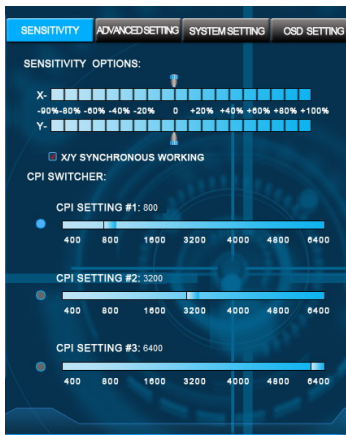 SENSITIVITY ADVANCED SETTING SYSTEM SETTING OSD SETTING
SENSITIVITY OPTIONS:
X-
-90% -80% -60% -40% -20% 0 +20% +40% +60% +80% +100%
Y-
X/Y SYNCHRONOUS WORKING
CPI SWITCHER:
CPI SETTING #1: 800
400 800 1600 3200 4000 4800 6400
CPI SETTING #2: 3200
400 800 1600 3200 4000 4800 6400
CPI SETTING #3: 6400
400 800 1600 3200 4000 4800 6400